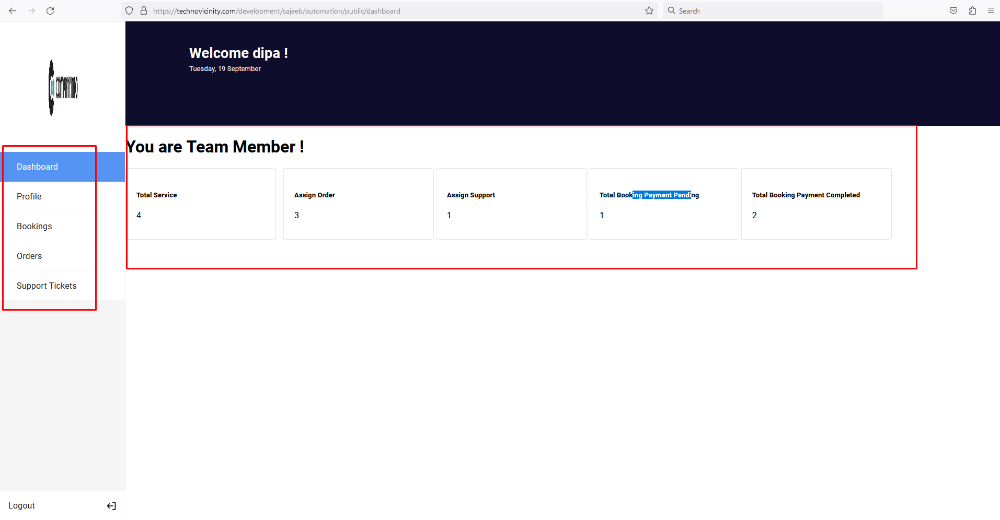 https://technovicinity.com/development/sajeeb/automation/public/dashboard
Search
Welcome dipa !
Tuesday, 19 September
Dashboard
Profile
Bookings
Orders
Support Tickets
Logout
You are Team Member !
Total Service
4
Assign Order
3
Assign Support
1
Total Booking Payment Pending
1
Total Booking Payment Completed
2